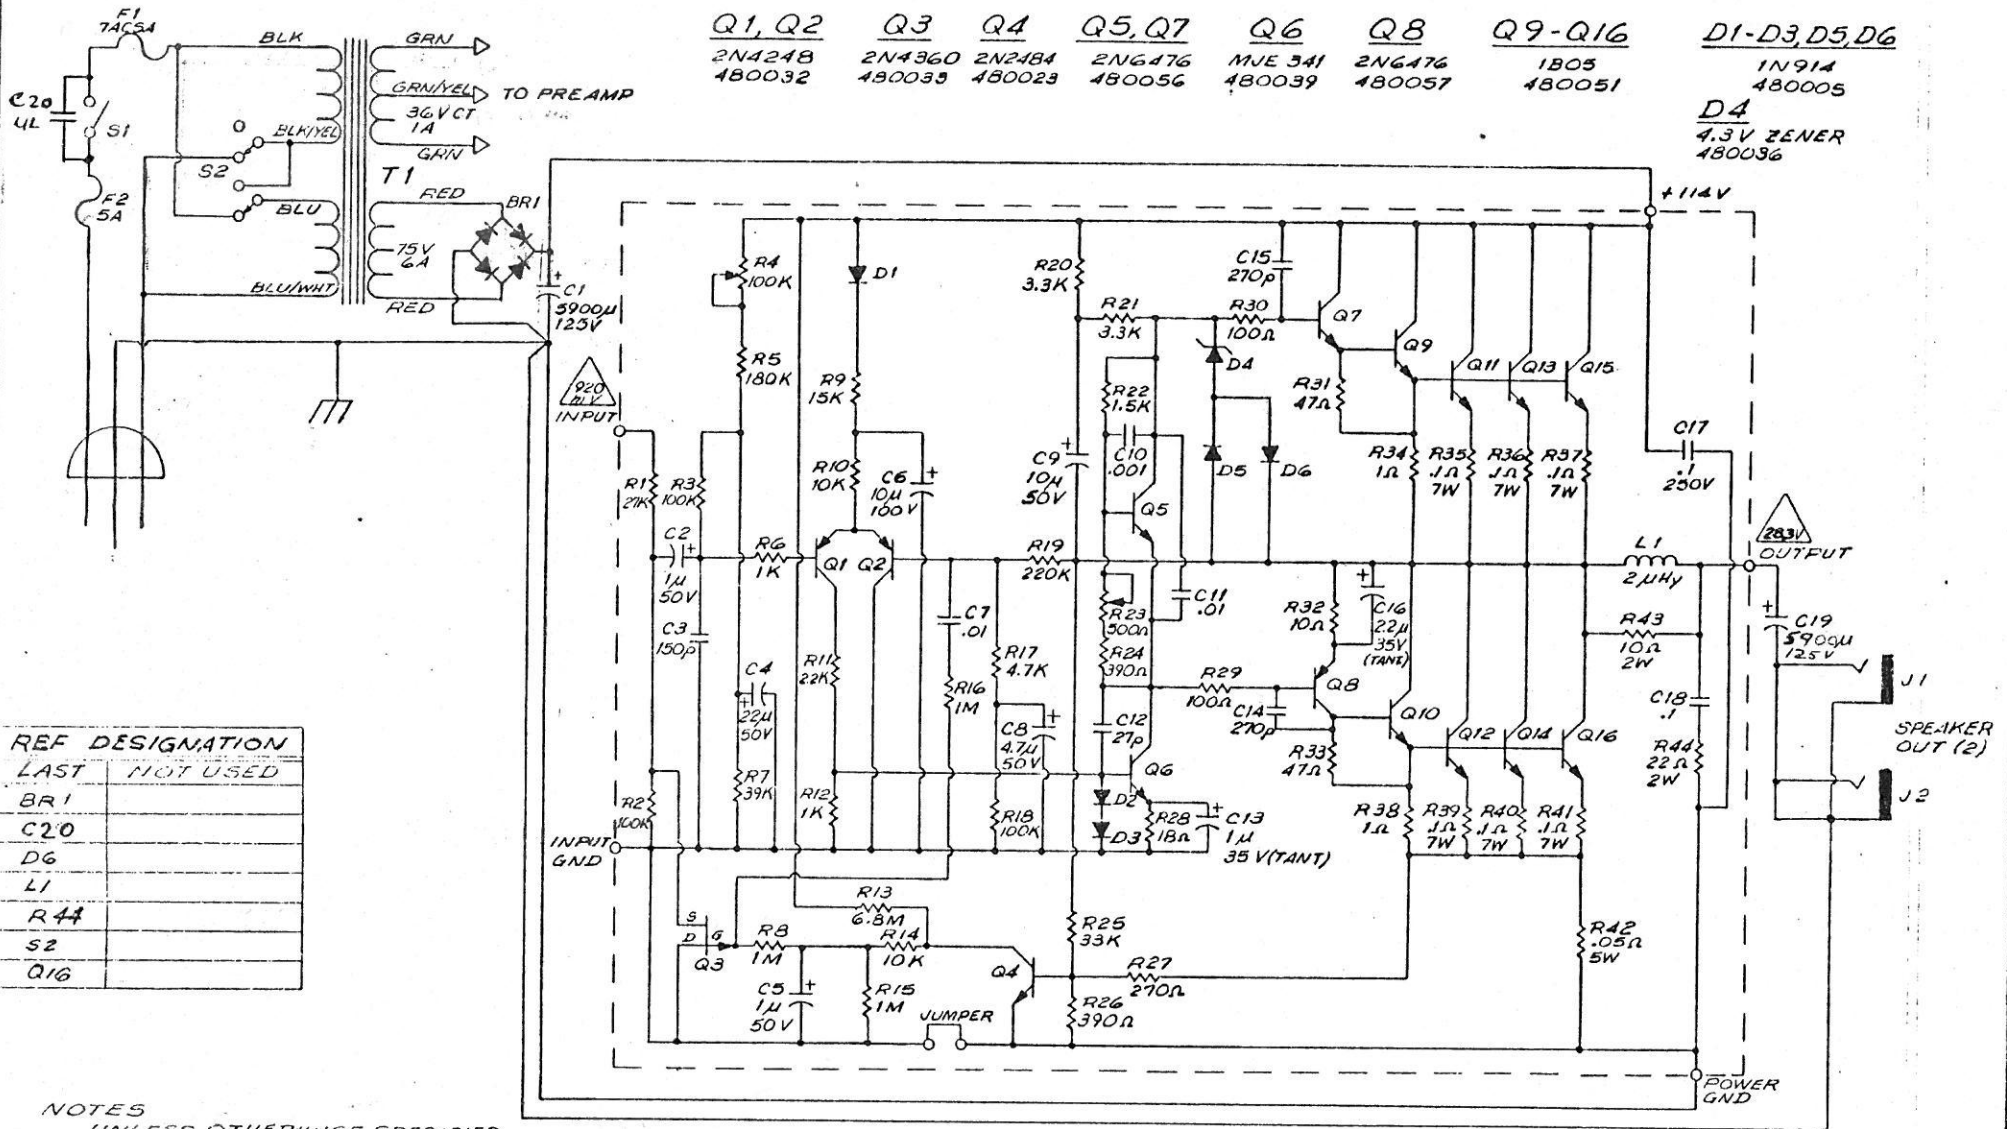 Q1, Q2
2N4248
480032
Q3
2N4360
480033
Q4
2N2484
480023
Q5, Q7
2N6476
480056
Q6
MJE 341
480039
Q8
2N6476
480057
Q9-Q16
1B05
480051
D1-D3, D5, D6
1N914
480005
D4
4.3V ZENER
480036
F1
7AC5A
BLK
GRN
GRN/YEL
TO PREAMP
36V CT
1A
GRN
C20
UL
S1
S2
BLK/YEL
T1
F2
5A
BLU
RED
BR1
75V
6A
BLU/WHT
RED
C1
5900µ
125V
+114V
920
INPUT
R4
100K
D1
R5
180K
R9
15K
R10
10K
C6
10µ
100V
R1
R3
100K
C2
1µ
50V
R6
1K
Q1
Q2
C3
150p
C4
22µ
50V
R7
39K
R11
22K
R12
1K
R2
100K
INPUT
GND
R20
3.3K
R21
3.3K
C9
10µ
50V
R22
1.5K
C10
.001
Q5
R19
220K
C7
.01
R17
4.7K
R16
1M
C8
4.7µ
50V
R18
100K
R23
500Ω
R24
390Ω
C11
.01
C12
27p
Q6
D2
D3
R28
18Ω
C13
1µ
35V(TANT)
C15
270p
R30
100Ω
D4
D5
D6
Q7
Q9
R31
47Ω
Q11
Q13
Q15
R34
1Ω
R35
.1Ω
7W
R36
.1Ω
7W
R37
.1Ω
7W
C17
.1
250V
28.3V
OUTPUT
L1
2µHy
R32
10Ω
C16
22µ
35V
(TANT)
R29
100Ω
C14
270p
Q8
Q10
R33
47Ω
Q12
Q14
Q16
R38
1Ω
R39
.1Ω
7W
R40
.1Ω
7W
R41
.1Ω
7W
R43
10Ω
2W
C18
.1
R44
22Ω
2W
C19
5900µ
125V
J1
SPEAKER
OUT (2)
J2
S
D
G
Q3
R8
1M
R13
6.8M
R14
10K
C5
1µ
50V
R15
1M
JUMPER
Q4
R25
33K
R27
270Ω
R26
390Ω
R42
.05Ω
5W
POWER
GND
REF DESIGNATION
LAST NOT USED
BR1
C20
D6
L1
R44
S2
Q16
NOTES
UNLESS OTHERWISE SPECIFIED